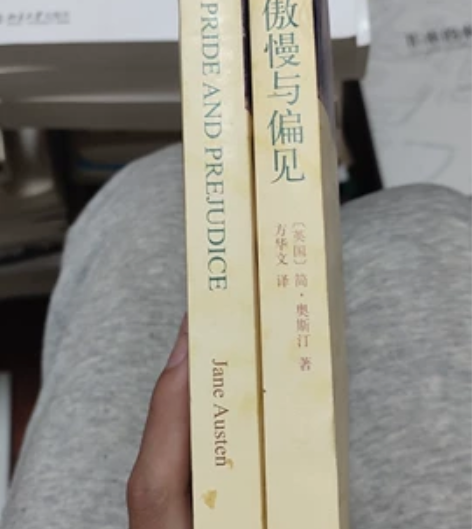 PRIDE AND PREJUDICE
Jane Austen
傲慢与偏见
〔英国〕简·奥斯汀 著
方华文 译